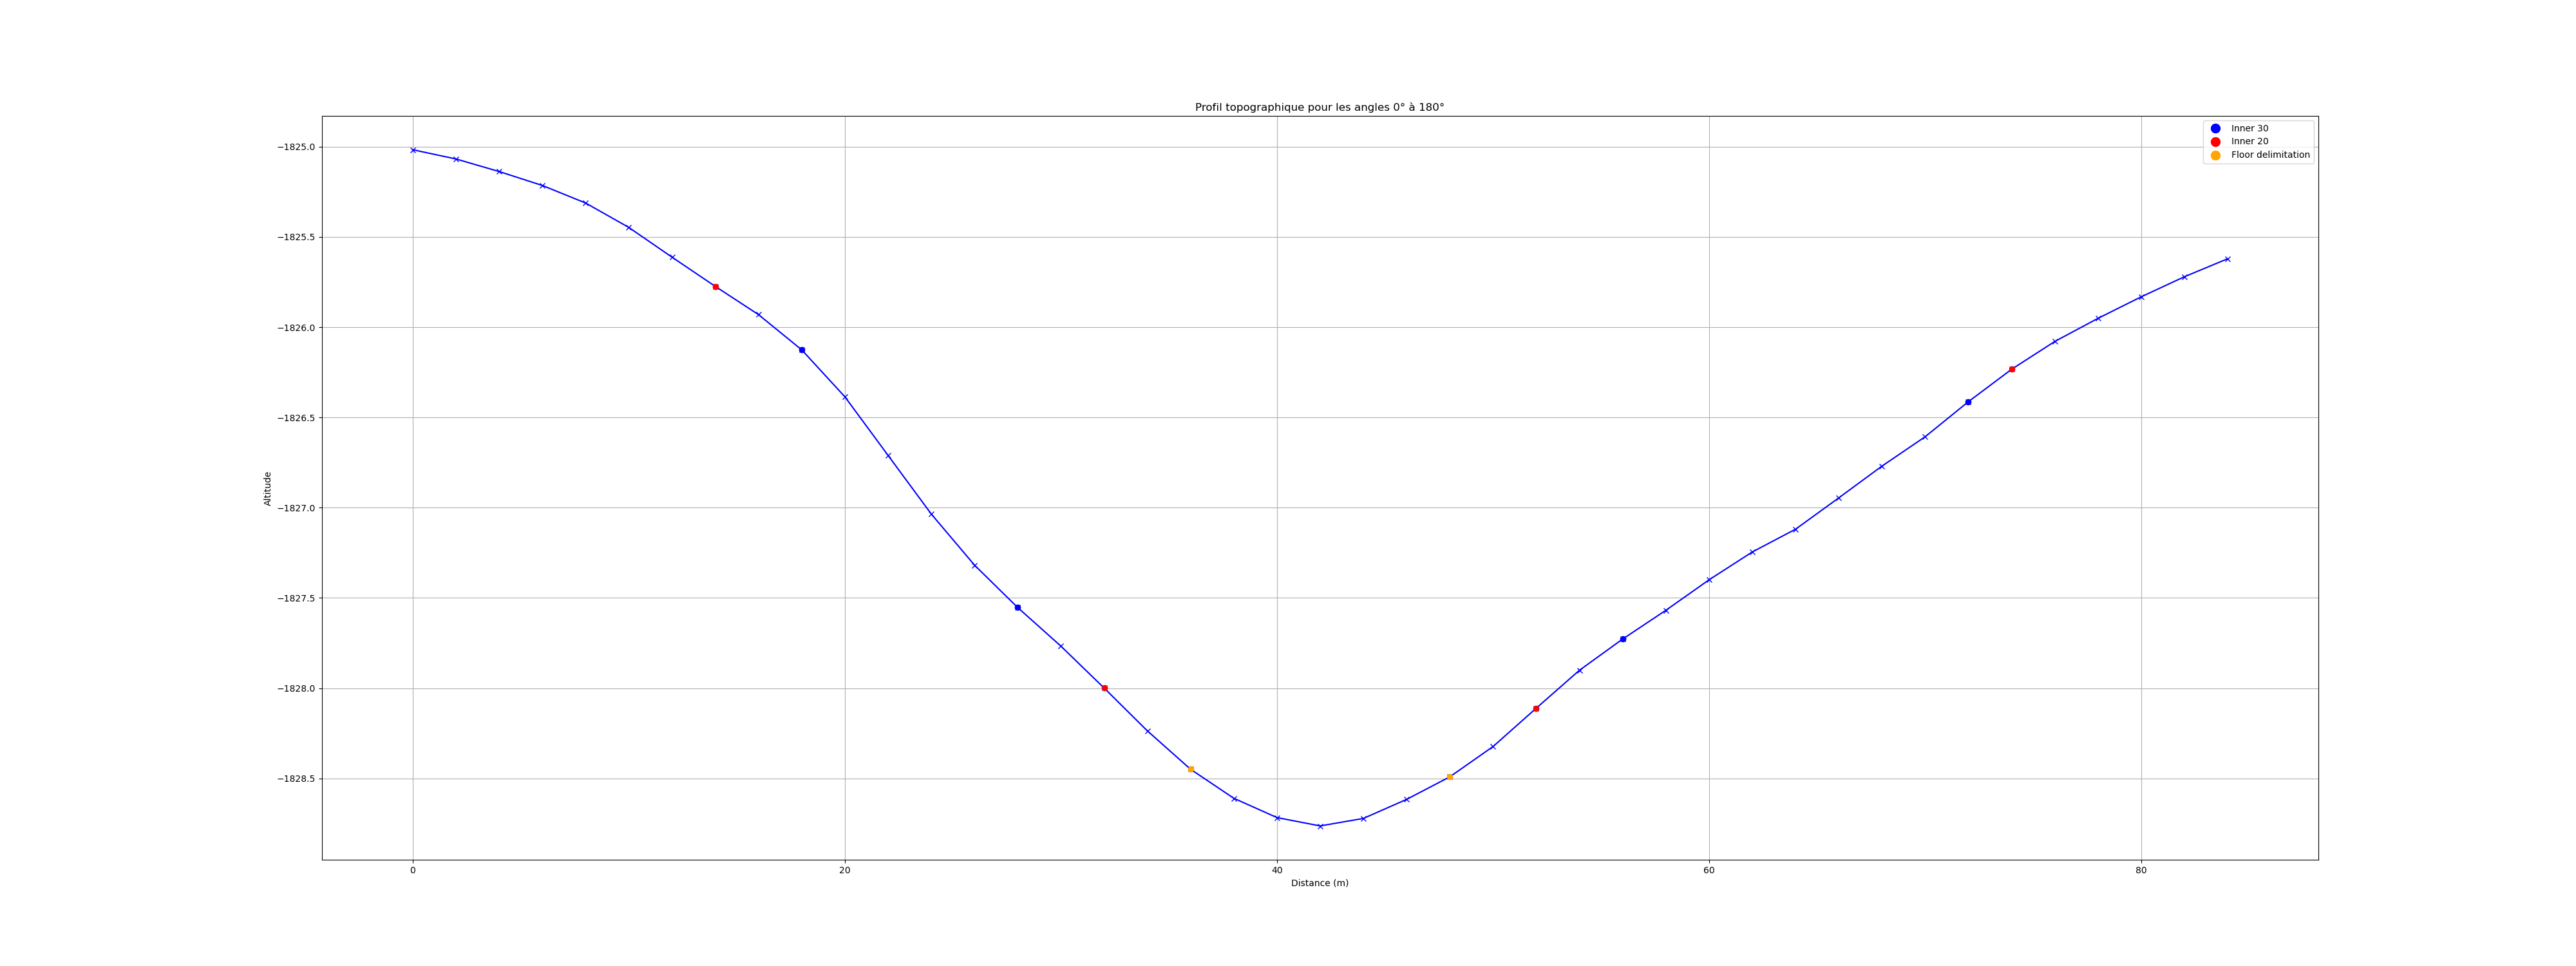 Profil topographique pour les angles 0° à 180°
Inner 30
Inner 20
Floor delimitation
−1825.0
−1825.5
−1826.0
−1826.5
−1827.0
−1827.5
−1828.0
−1828.5
Altitude
0 20 40 60 80
Distance (m)